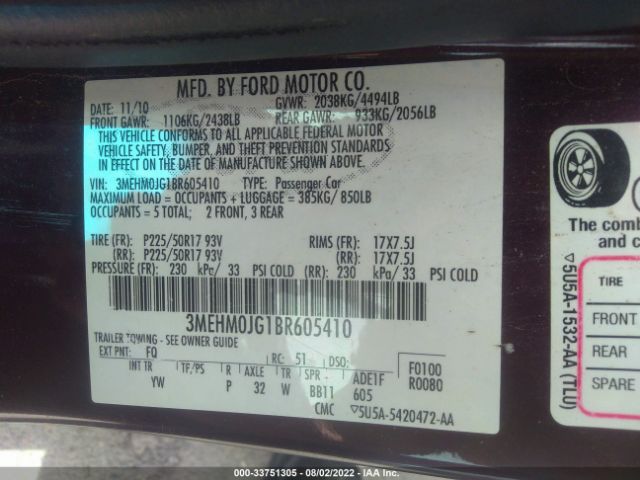 MFD. BY FORD MOTOR CO.
DATE: 11/10 GVWR: 2038KG/4494LB
FRONT GAWR: 1106KG/2438LB REAR GAWR: 933KG/2056LB
THIS VEHICLE CONFORMS TO ALL APPLICABLE FEDERAL MOTOR
VEHICLE SAFETY, BUMPER, AND THEFT PREVENTION STANDARDS
IN EFFECT ON THE DATE OF MANUFACTURE SHOWN ABOVE.
VIN: 3MEHM0JG1BR605410 TYPE: Passenger Car
MAXIMUM LOAD = OCCUPANTS + LUGGAGE = 385KG/ 850LB
OCCUPANTS = 5 TOTAL; 2 FRONT, 3 REAR
TIRE (FR): P225/50R17 93V RIMS (FR): 17X7.5J
(RR): P225/50R17 93V (RR): 17X7.5J
PRESSURE (FR): 230 kPa/ 33 PSI COLD (RR): 230 kPa/ 33 PSI COLD
3MEHM0JG1BR605410
TRAILER TOWING - SEE OWNER GUIDE
EXT PNT: FQ RC: 51 DSO:
INT TR TF/PS R AXLE TR SPR ADE1F F0100
YW P 32 W BB11 605 R0080
CMC ▽5U5A-5420472-AA
The comb
and c
▽5U5A-1532-AA (TLU)
TIRE
FRONT
REAR
SPARE
000-33751305 - 08/02/2022 - IAA Inc.